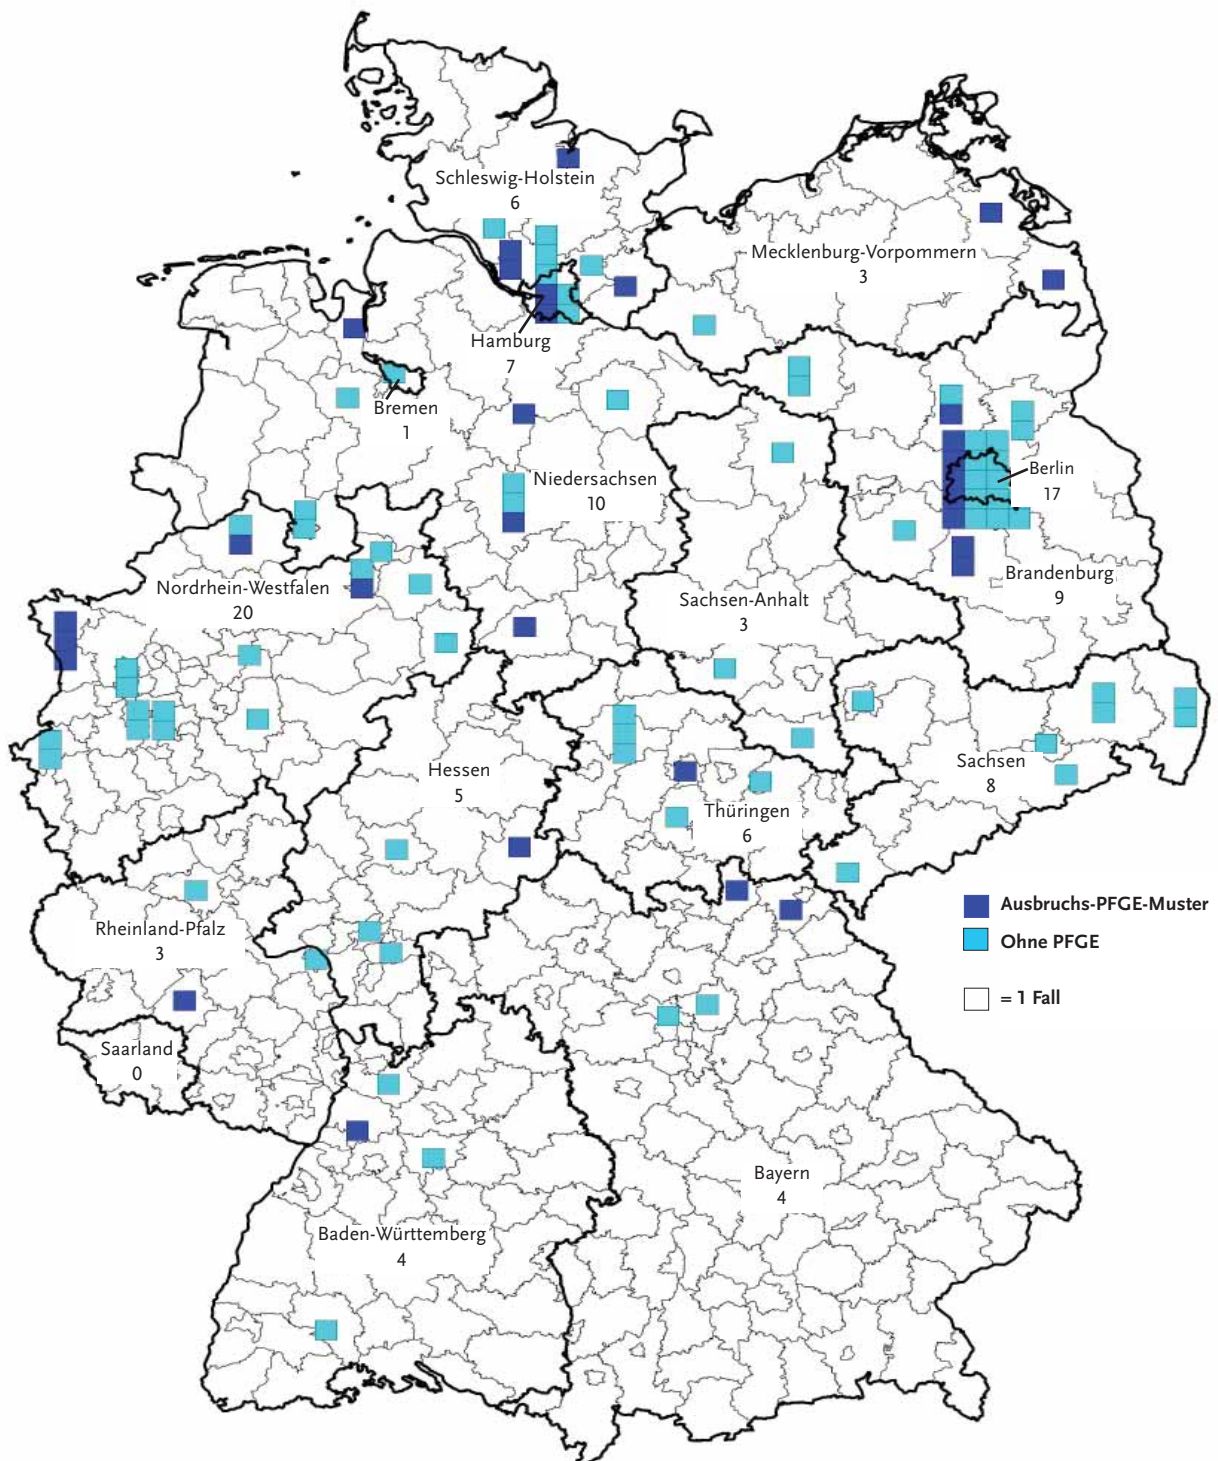 Schleswig-Holstein
6
Mecklenburg-Vorpommern
3
Hamburg
7
Bremen
1
Niedersachsen
10
Berlin
17
Brandenburg
9
Nordrhein-Westfalen
20
Sachsen-Anhalt
3
Hessen
5
Sachsen
8
Thüringen
6
Rheinland-Pfalz
3
Ausbruchs-PFGE-Muster
Ohne PFGE
= 1 Fall
Saarland
0
Bayern
4
Baden-Württemberg
4